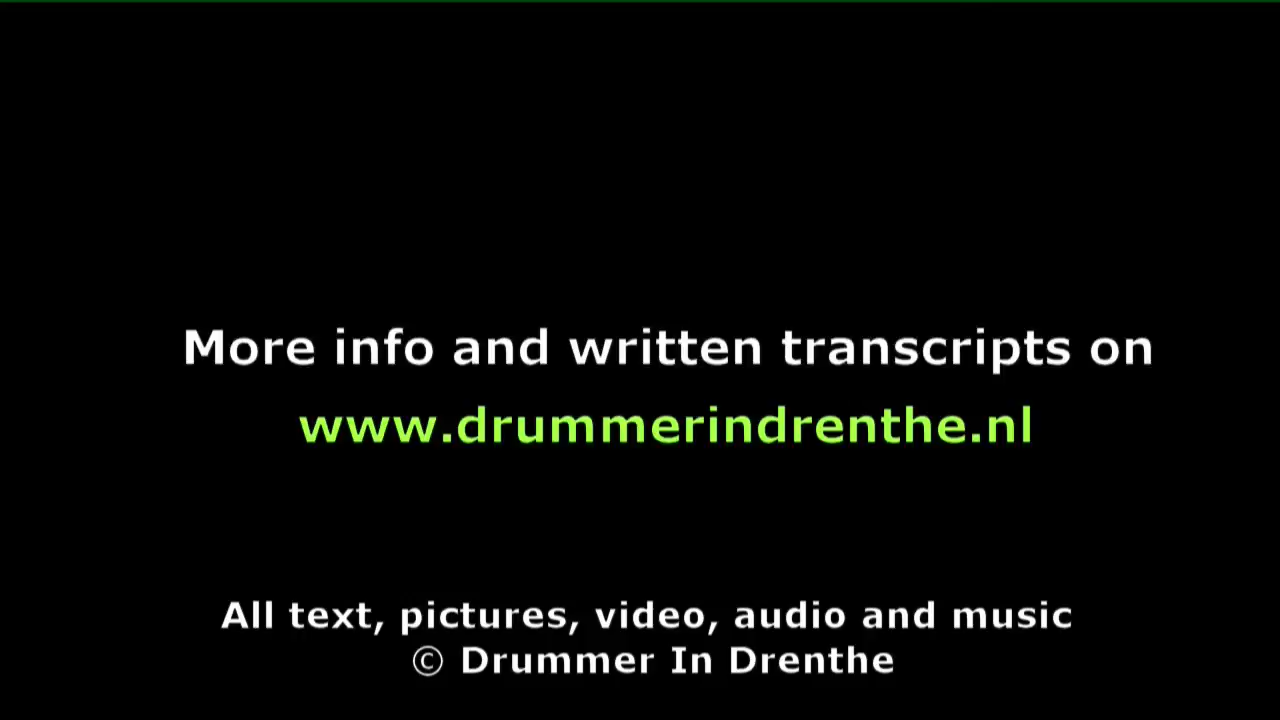 More info and written transcripts on
www.drummerindrenthe.nl
All text, pictures, video, audio and music
© Drummer In Drenthe